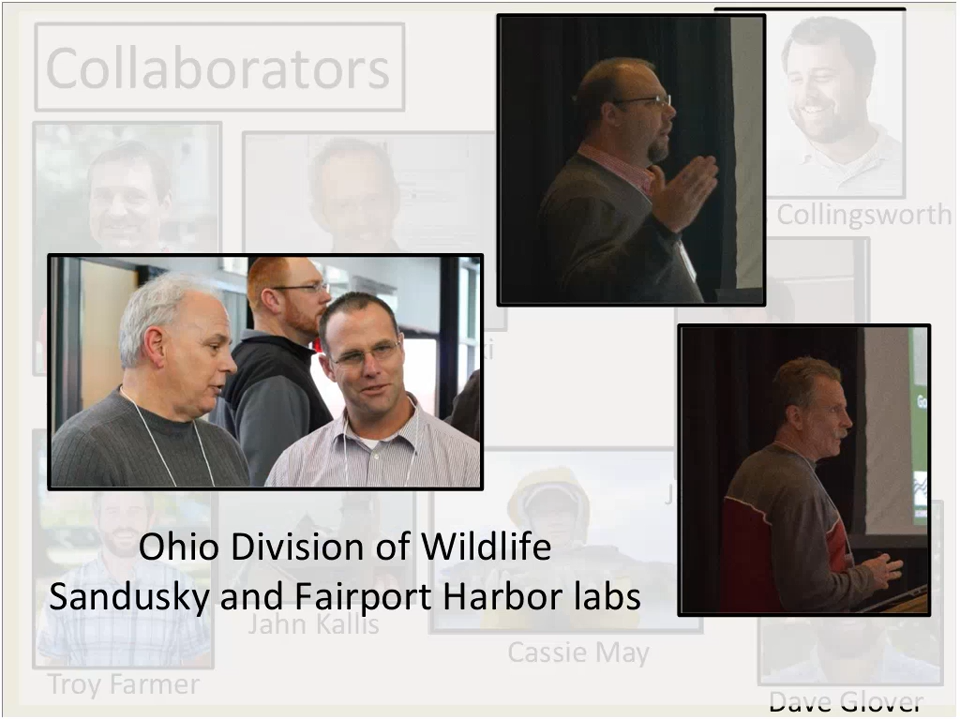 Collaborators
Collingsworth
ki
J
Ohio Division of Wildlife
Sandusky and Fairport Harbor labs
Jahn Kallis
Cassie May
Troy Farmer
Dave Glover